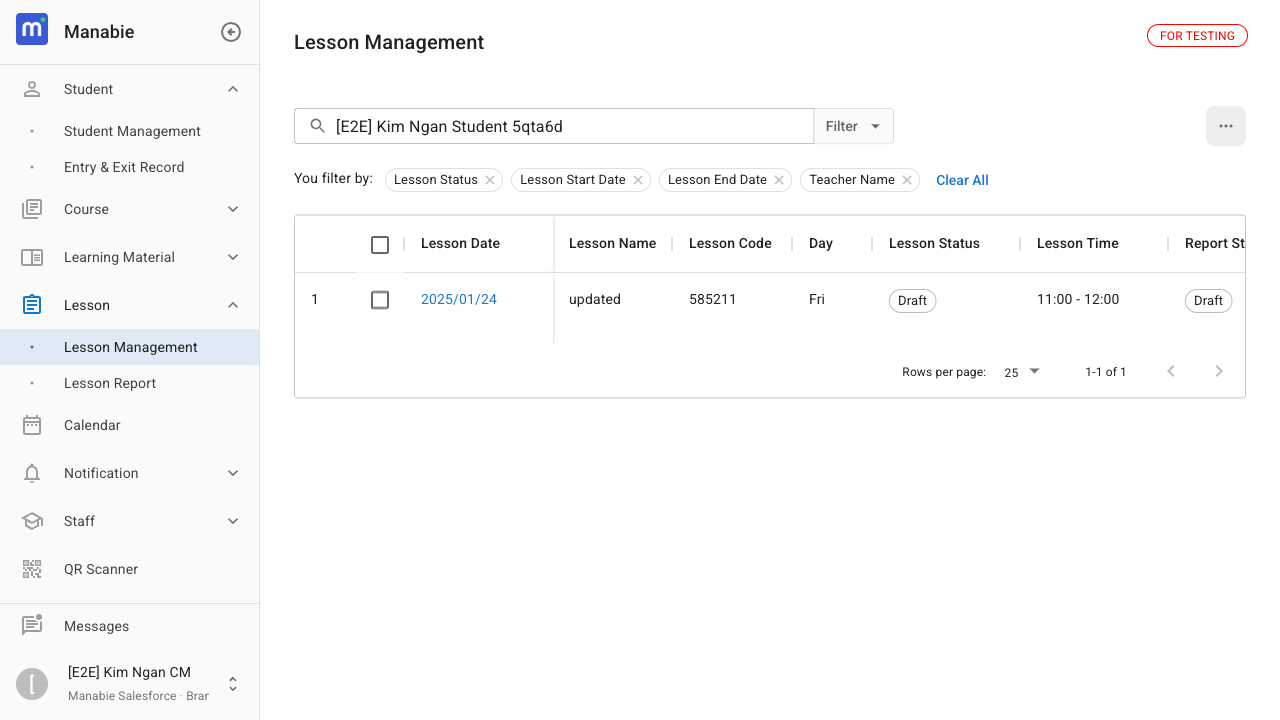 Manabie
Student
Student Management
Entry & Exit Record
Course
Learning Material
Lesson
Lesson Management
Lesson Report
Calendar
Notification
Staff
QR Scanner
Messages
[
[E2E] Kim Ngan CM
Manabie Salesforce · Brar
Lesson Management
FOR TESTING
[E2E] Kim Ngan Student 5qta6d
Filter
You filter by: Lesson Status Lesson Start Date Lesson End Date Teacher Name Clear All
Lesson Date Lesson Name Lesson Code Day Lesson Status Lesson Time Report St
1 2025/01/24 updated 585211 Fri Draft 11:00 - 12:00 Draft
Rows per page: 25 1-1 of 1